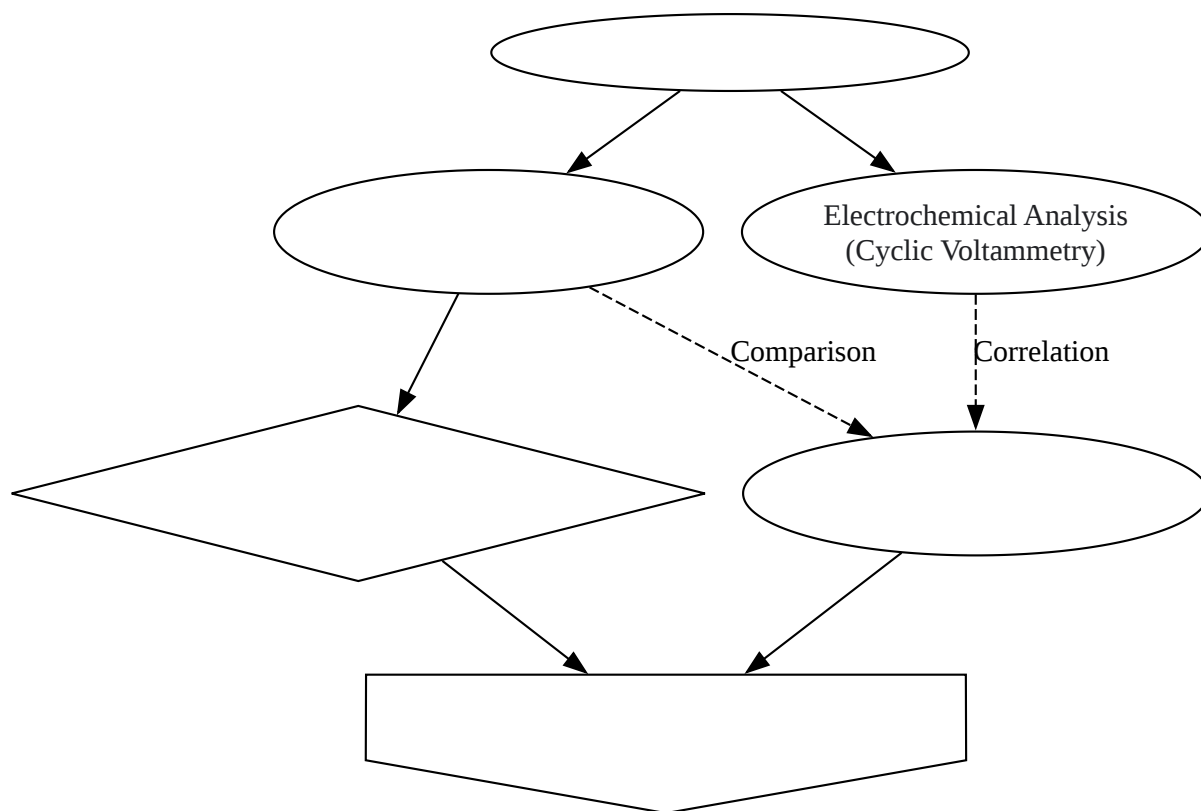 Electrochemical Analysis
(Cyclic Voltammetry)
Comparison
Correlation